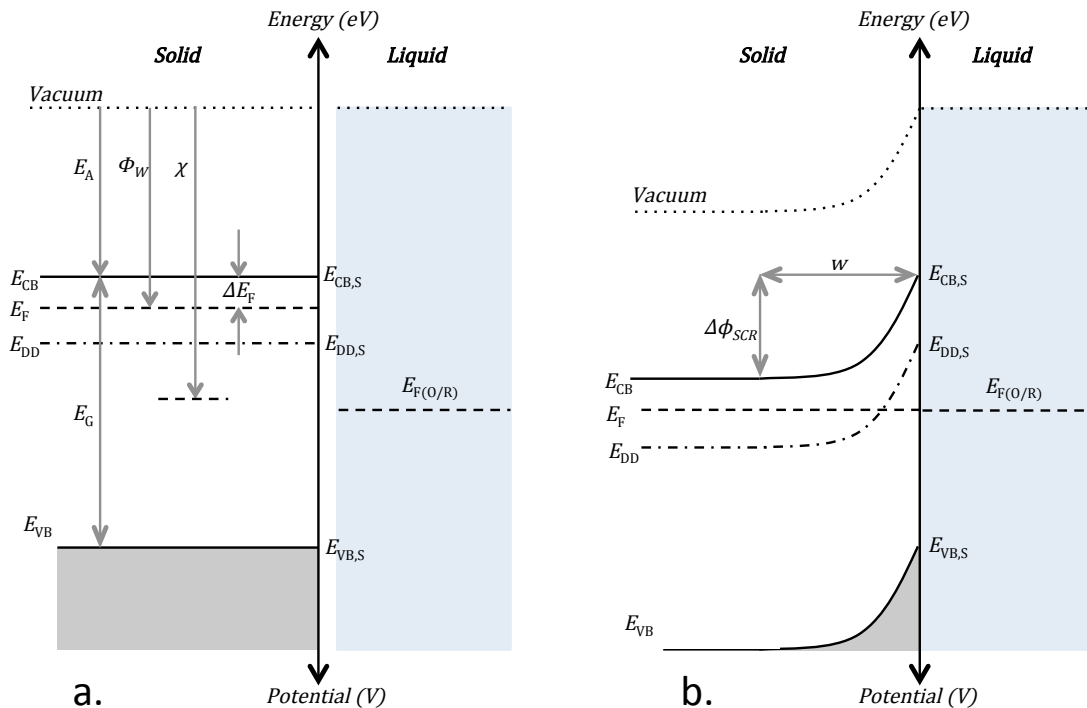 Energy (eV)
Solid
Liquid
Vacuum
E_A
Φ_W
χ
E_CB
E_CB,S
ΔE_F
E_F
E_DD
E_DD,S
E_F(O/R)
E_G
E_VB
E_VB,S
a.
Potential (V)
Energy (eV)
Solid
Liquid
Vacuum
w
E_CB,S
Δϕ_SCR
E_DD,S
E_CB
E_F(O/R)
E_F
E_DD
E_VB,S
E_VB
b.
Potential (V)